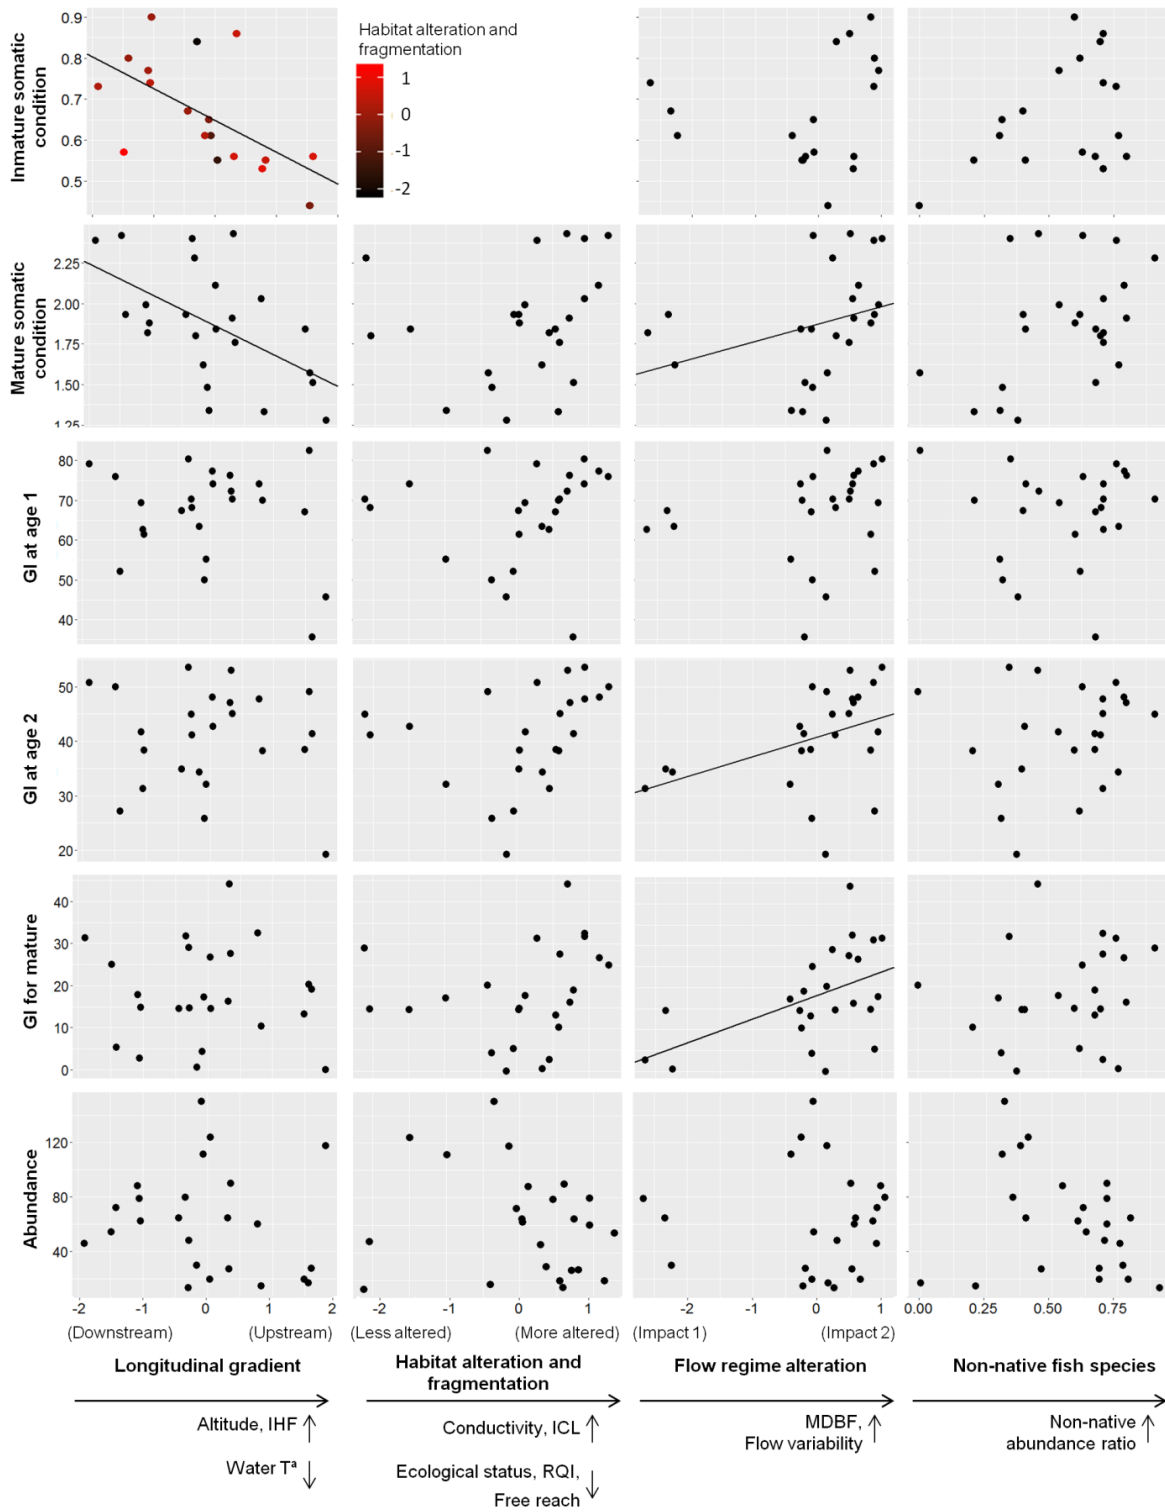 Inmature somatic
condition
0.9
0.8
0.7
0.6
0.5
Habitat alteration and
fragmentation
1
0
-1
-2
Mature somatic
condition
2.25
2.00
1.75
1.50
1.25
GI at age 1
80
70
60
50
40
GI at age 2
50
40
30
20
GI for mature
40
30
20
10
0
Abundance
120
80
40
-2 -1 0 1 2
-2 -1 0 1
-2 -1 0 1
0.00 0.25 0.50 0.75
(Downstream) (Upstream)
(Less altered) (More altered)
(Impact 1) (Impact 2)
Longitudinal gradient
Habitat alteration and
fragmentation
Flow regime alteration
Non-native fish species
Altitude, IHF ↑
Water Tª ↓
Conductivity, ICL ↑
Ecological status, RQI,
Free reach ↓
MDBF,
Flow variability ↑
Non-native
abundance ratio ↑